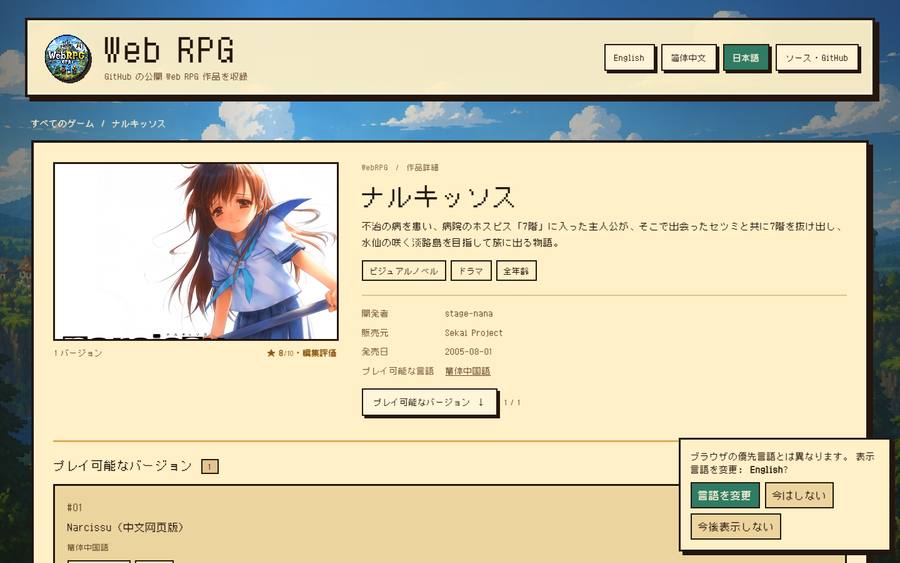 WebRPG
Web RPG
GitHub の公開 Web RPG 作品を収録
English
简体中文
日本語
ソース・GitHub
すべてのゲーム / ナルキッソス
WebRPG / 作品詳細
ナルキッソス
不治の病を患い、病院のホスピス「7階」に入った主人公が、そこで出会ったセツミと共に7階を抜け出し、
水仙の咲く淡路島を目指して旅に出る物語。
ビジュアルノベル
ドラマ
全年齢
開発者 stage-nana
販売元 Sekai Project
発売日 2005-08-01
プレイ可能な言語 簡体中国語
プレイ可能なバージョン ↓
1 / 1
1 バージョン
★ 8/10・編集評価
プレイ可能なバージョン 1
#01
Narcissu（中文网页版）
簡体中国語
ブラウザの優先言語とは異なります。 表示
言語を変更: English?
言語を変更
今はしない
今後表示しない